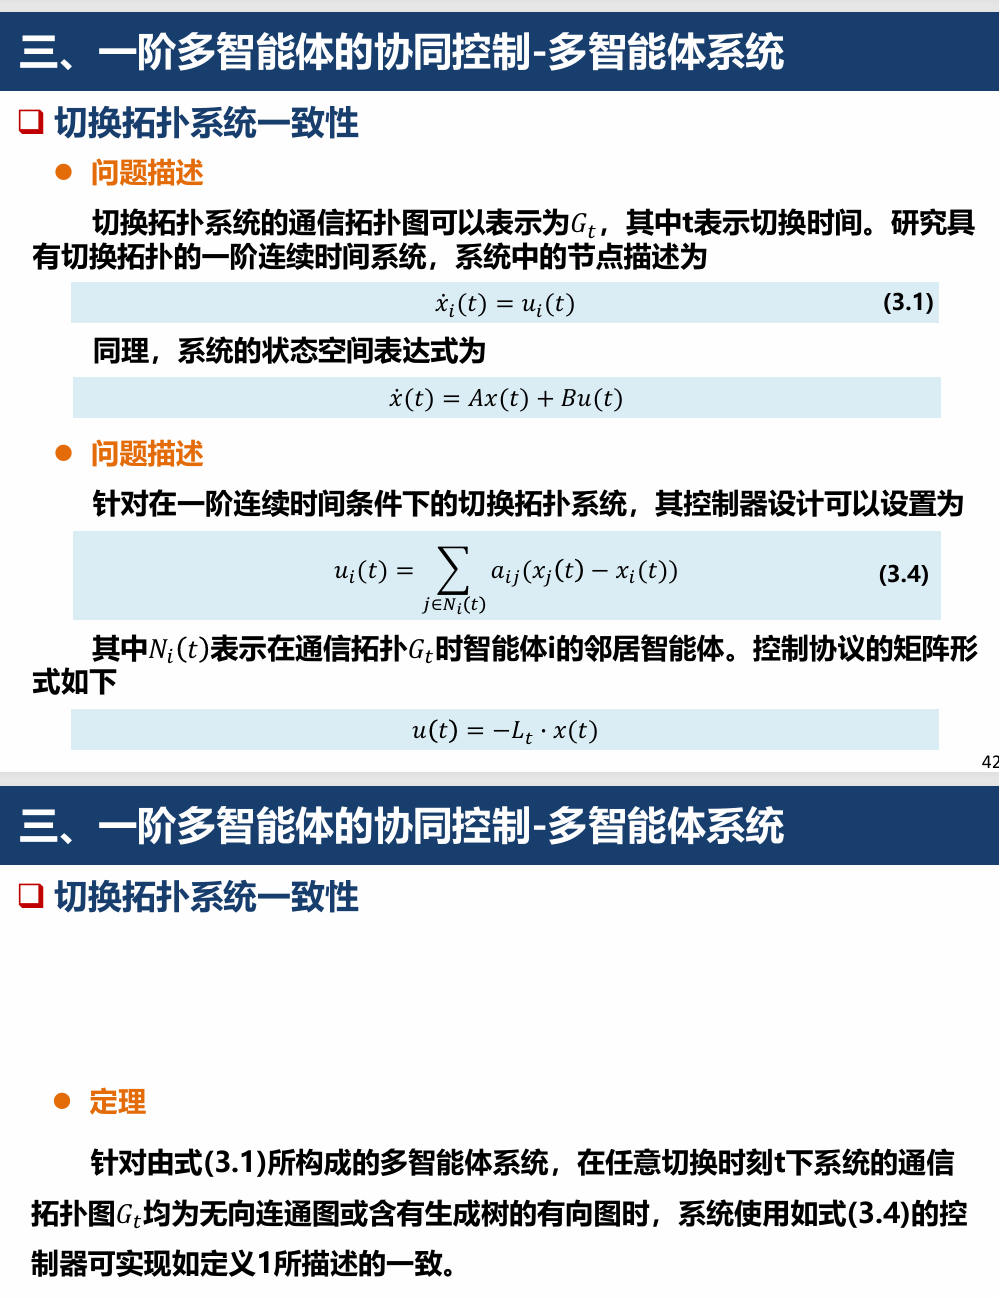 三、一阶多智能体的协同控制-多智能体系统
切换拓扑系统一致性
问题描述
切换拓扑系统的通信拓扑图可以表示为G_t，其中t表示切换时间。研究具
有切换拓扑的一阶连续时间系统，系统中的节点描述为
ẋ_i(t) = u_i(t) (3.1)
同理，系统的状态空间表达式为
ẋ(t) = Ax(t) + Bu(t)
问题描述
针对在一阶连续时间条件下的切换拓扑系统，其控制器设计可以设置为
u_i(t) = ∑_{j∈N_i(t)} a_{ij}(x_j(t) − x_i(t)) (3.4)
其中N_i(t)表示在通信拓扑G_t时智能体i的邻居智能体。控制协议的矩阵形
式如下
u(t) = −L_t · x(t)
42
三、一阶多智能体的协同控制-多智能体系统
切换拓扑系统一致性
定理
针对由式(3.1)所构成的多智能体系统，在任意切换时刻t下系统的通信
拓扑图G_t均为无向连通图或含有生成树的有向图时，系统使用如式(3.4)的控
制器可实现如定义1所描述的一致。